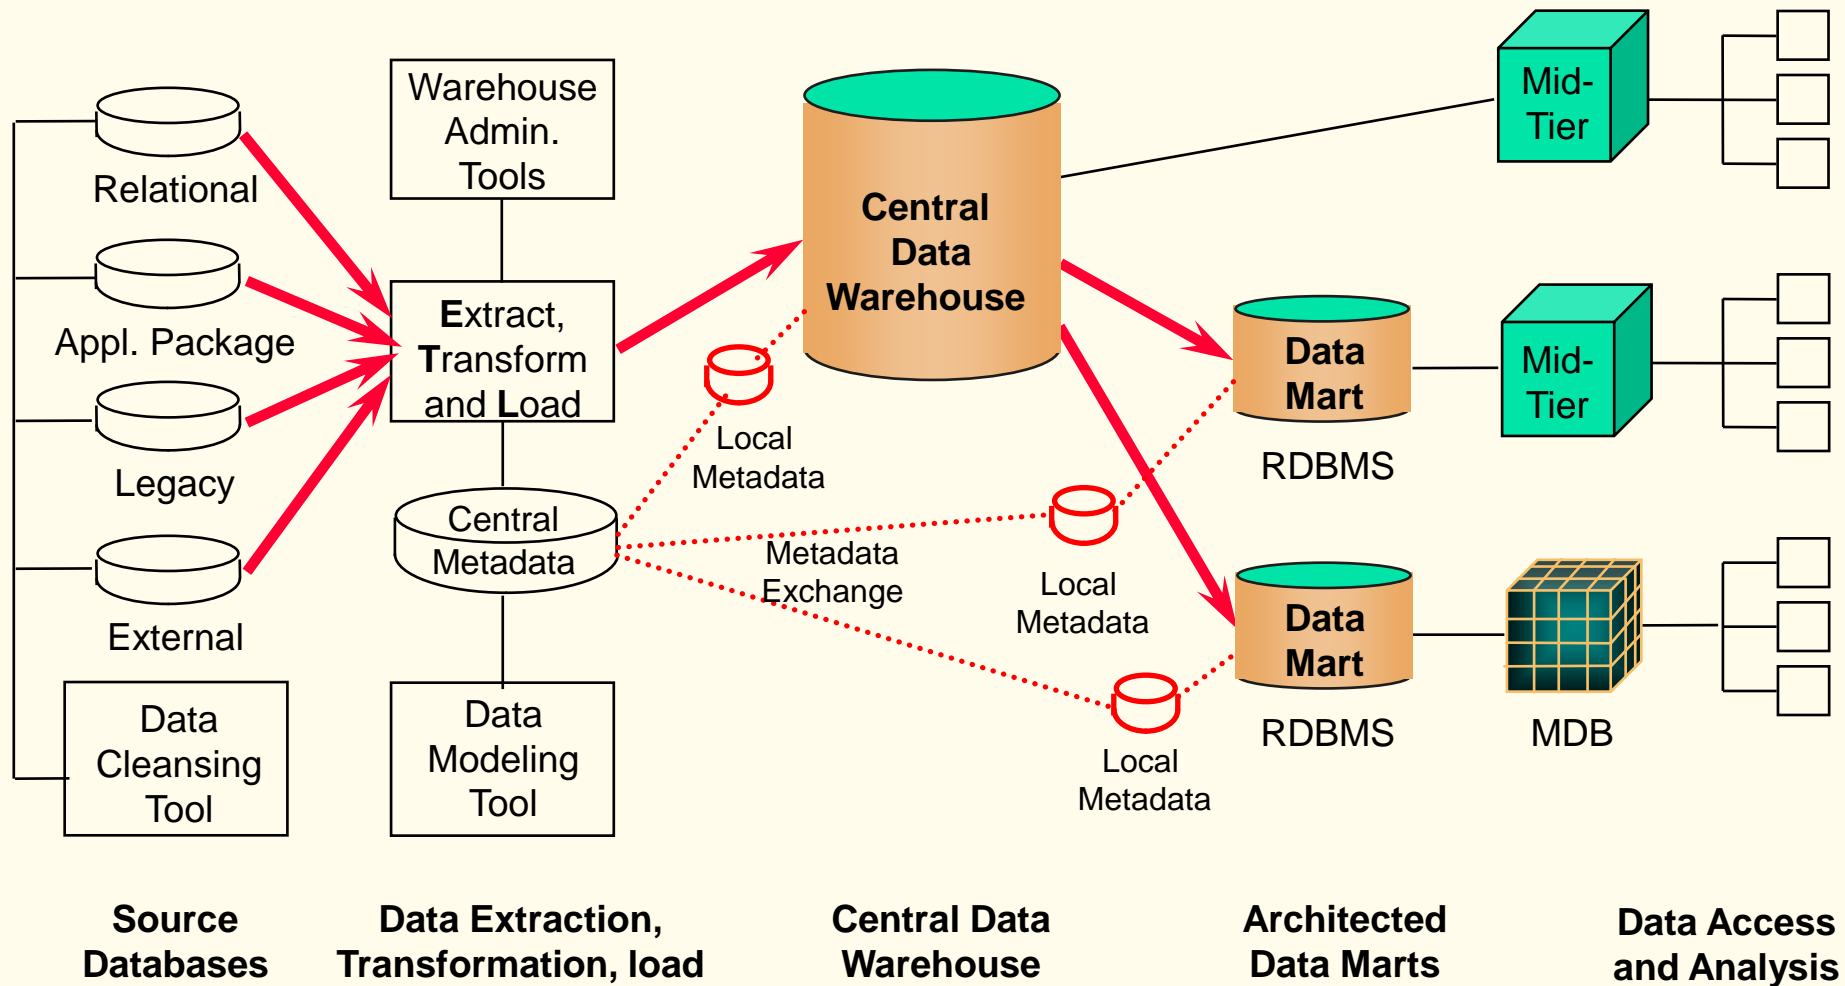 Relational
Appl. Package
Legacy
External
Data
Cleansing
Tool
Warehouse
Admin.
Tools
Extract,
Transform
and Load
Central
Metadata
Data
Modeling
Tool
Local
Metadata
Metadata
Exchange
Central
Data
Warehouse
Local
Metadata
Local
Metadata
Data
Mart
RDBMS
Data
Mart
RDBMS
Mid-
Tier
Mid-
Tier
MDB
Source
Databases
Data Extraction,
Transformation, load
Central Data
Warehouse
Architected
Data Marts
Data Access
and Analysis